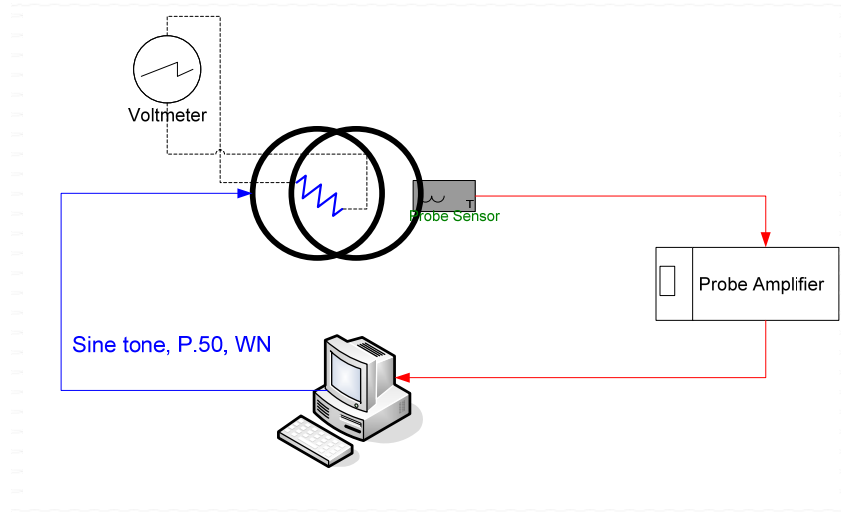 Voltmeter
T
Probe Sensor
Probe Amplifier
Sine tone, P.50, WN